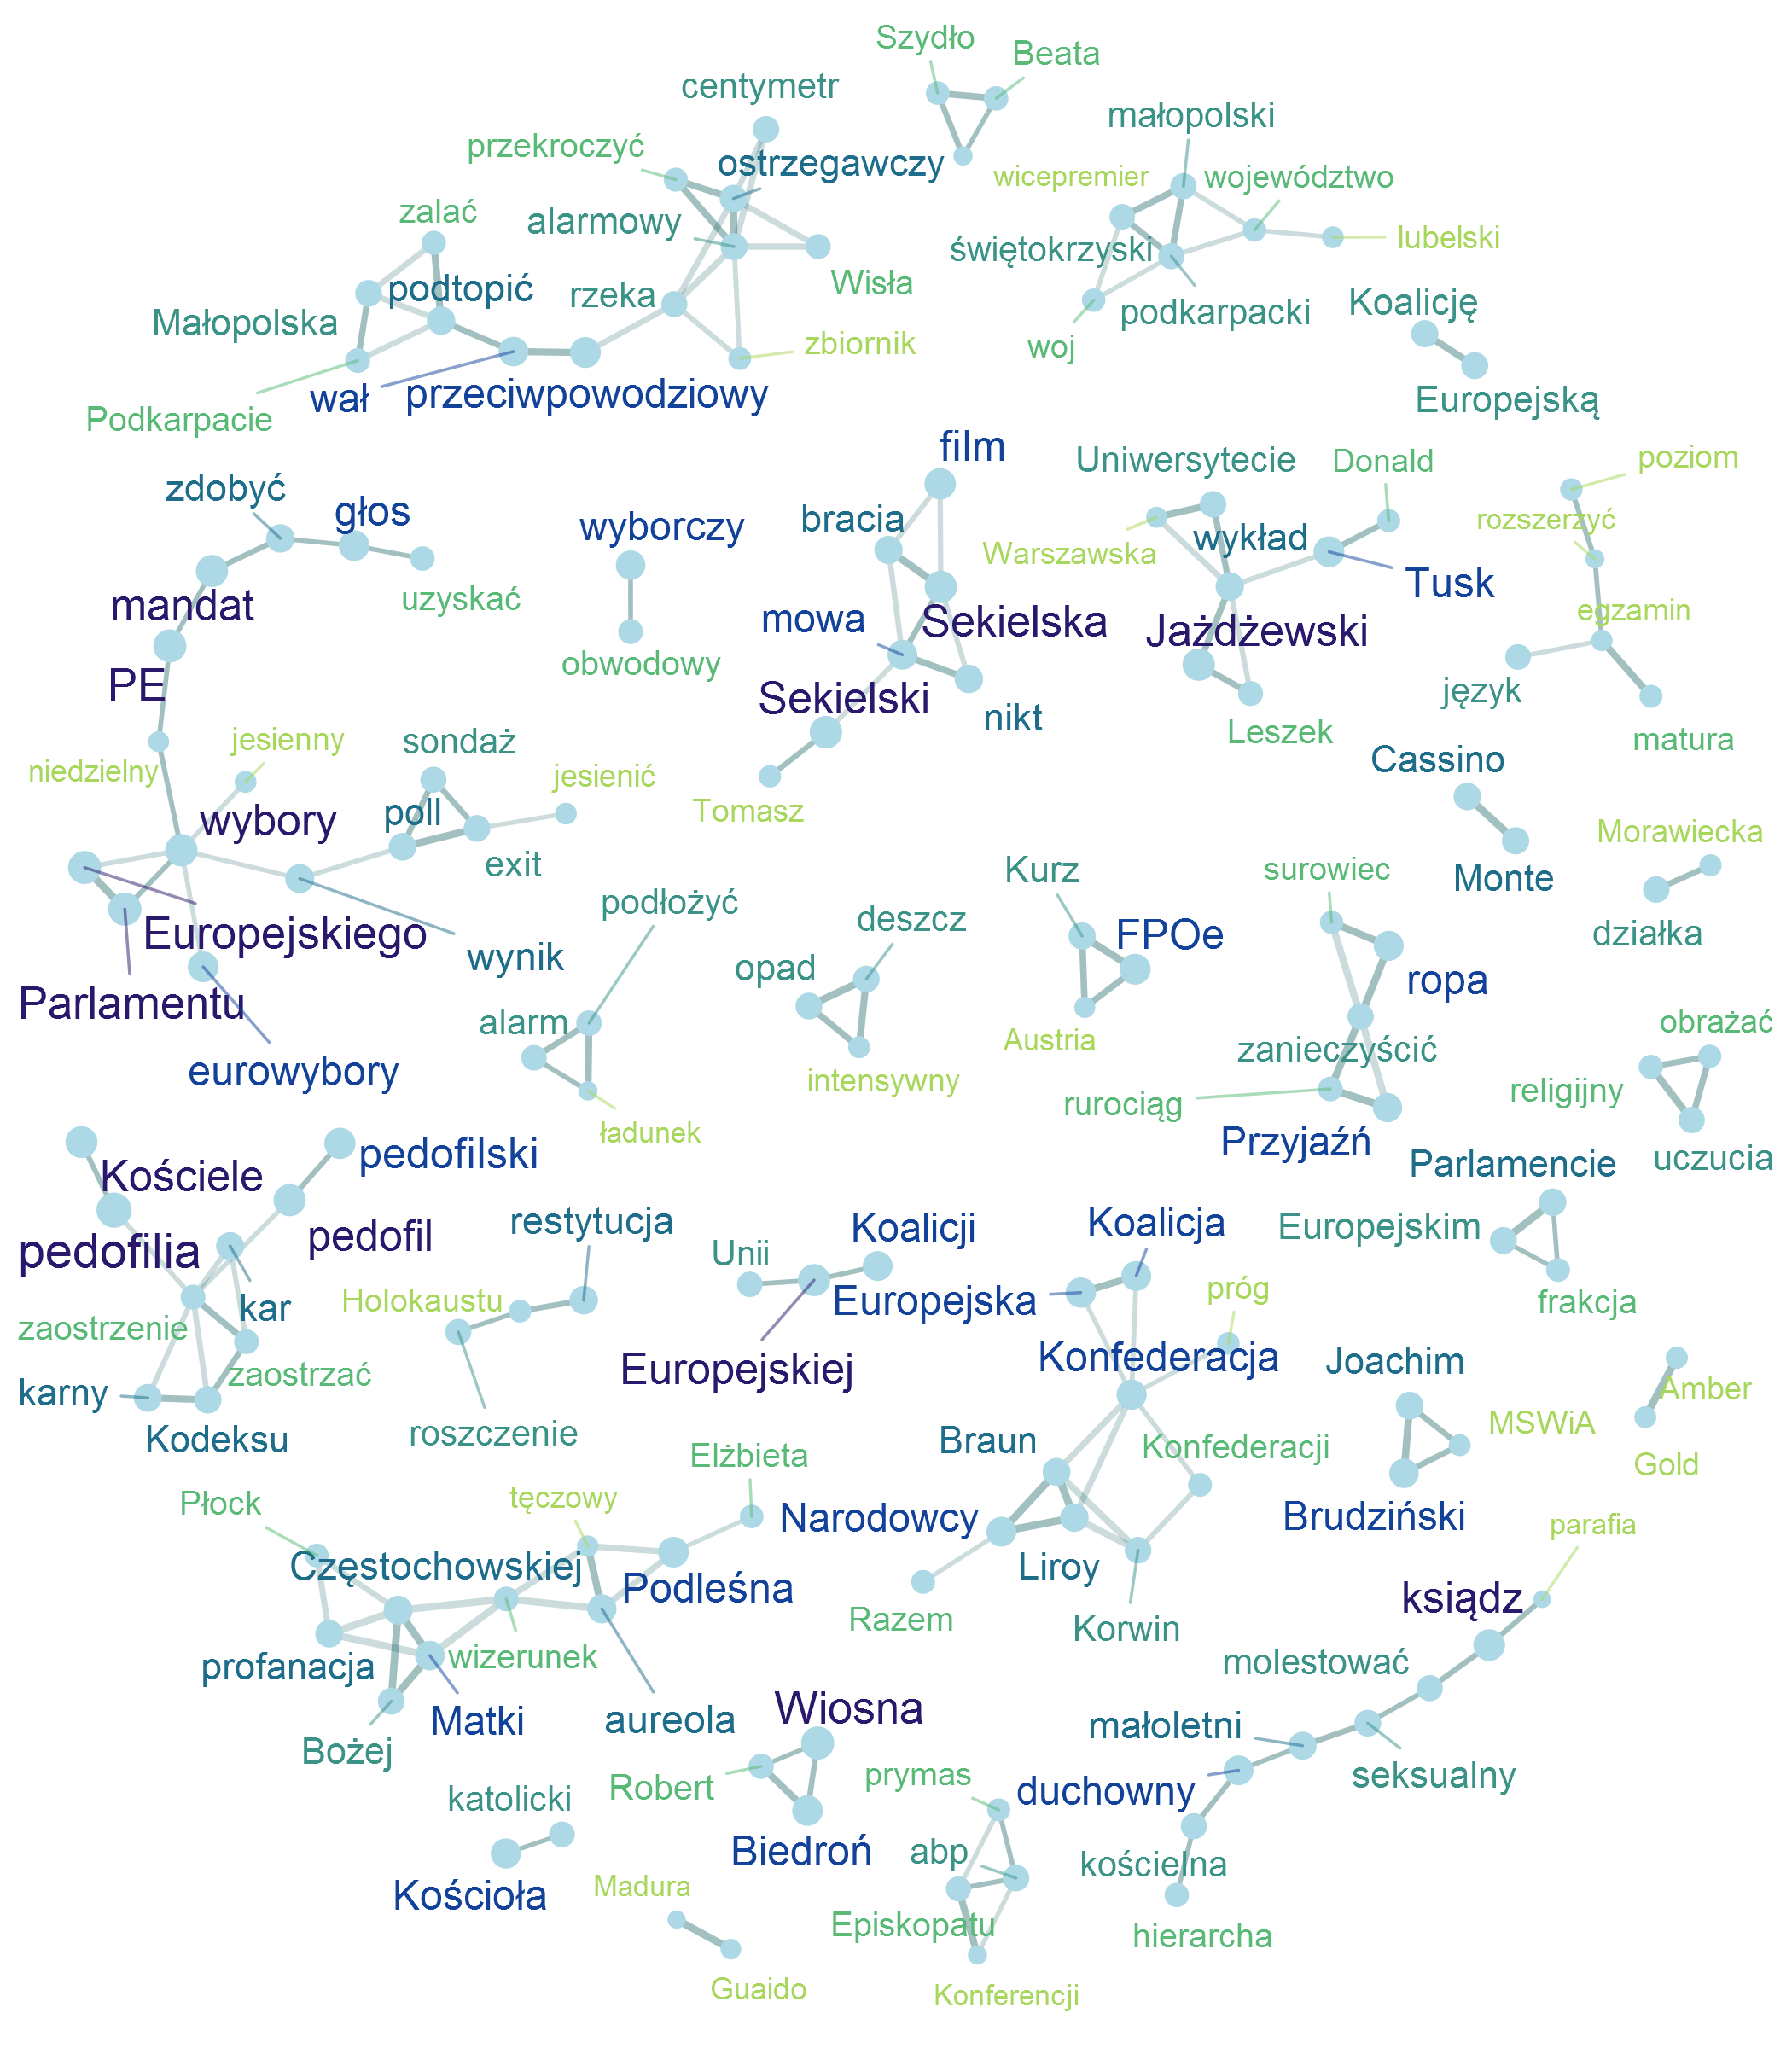 Szydło
Beata
centymetr
małopolski
przekroczyć
ostrzegawczy
wicepremier
województwo
zalać
alarmowy
świętokrzyski
lubelski
podtopić
rzeka
Wisła
Małopolska
podkarpacki
Koalicję
zbiornik
woj
Podkarpacie
wał
przeciwpowodziowy
Europejską
film
Uniwersytecie
Donald
poziom
zdobyć
głos
wyborczy
bracia
wykład
rozszerzyć
Warszawska
Tusk
mandat
uzyskać
mowa
Sekielska
Jażdżewski
egzamin
obwodowy
PE
Sekielski
nikt
język
Leszek
matura
jesienny
sondaż
niedzielny
jesienić
Cassino
Tomasz
wybory
poll
Morawiecka
exit
Kurz
surowiec
Monte
podłożyć
deszcz
Europejskiego
FPOe
działka
wynik
opad
ropa
Parlamentu
alarm
obrażać
Austria
zanieczyścić
eurowybory
intensywny
religijny
rurociąg
ładunek
Przyjaźń
pedofilski
Kościele
Parlamencie
uczucia
restytucja
Koalicji
Koalicja
Europejskim
pedofil
pedofilia
Unii
próg
Holokaustu
Europejska
frakcja
kar
zaostrzenie
Konfederacja
Joachim
Europejskiej
zaostrzać
karny
Amber
MSWiA
roszczenie
Kodeksu
Braun
Konfederacji
Elżbieta
Gold
Płock
tęczowy
Narodowcy
Brudziński
parafia
Częstochowskiej
Liroy
Podleśna
ksiądz
Razem
Korwin
profanacja
wizerunek
molestować
Matki
aureola
Wiosna
małoletni
Bożej
seksualny
katolicki
Robert
prymas
duchowny
Biedroń
abp
kościelna
Kościoła
Madura
Episkopatu
hierarcha
Guaido
Konferencji